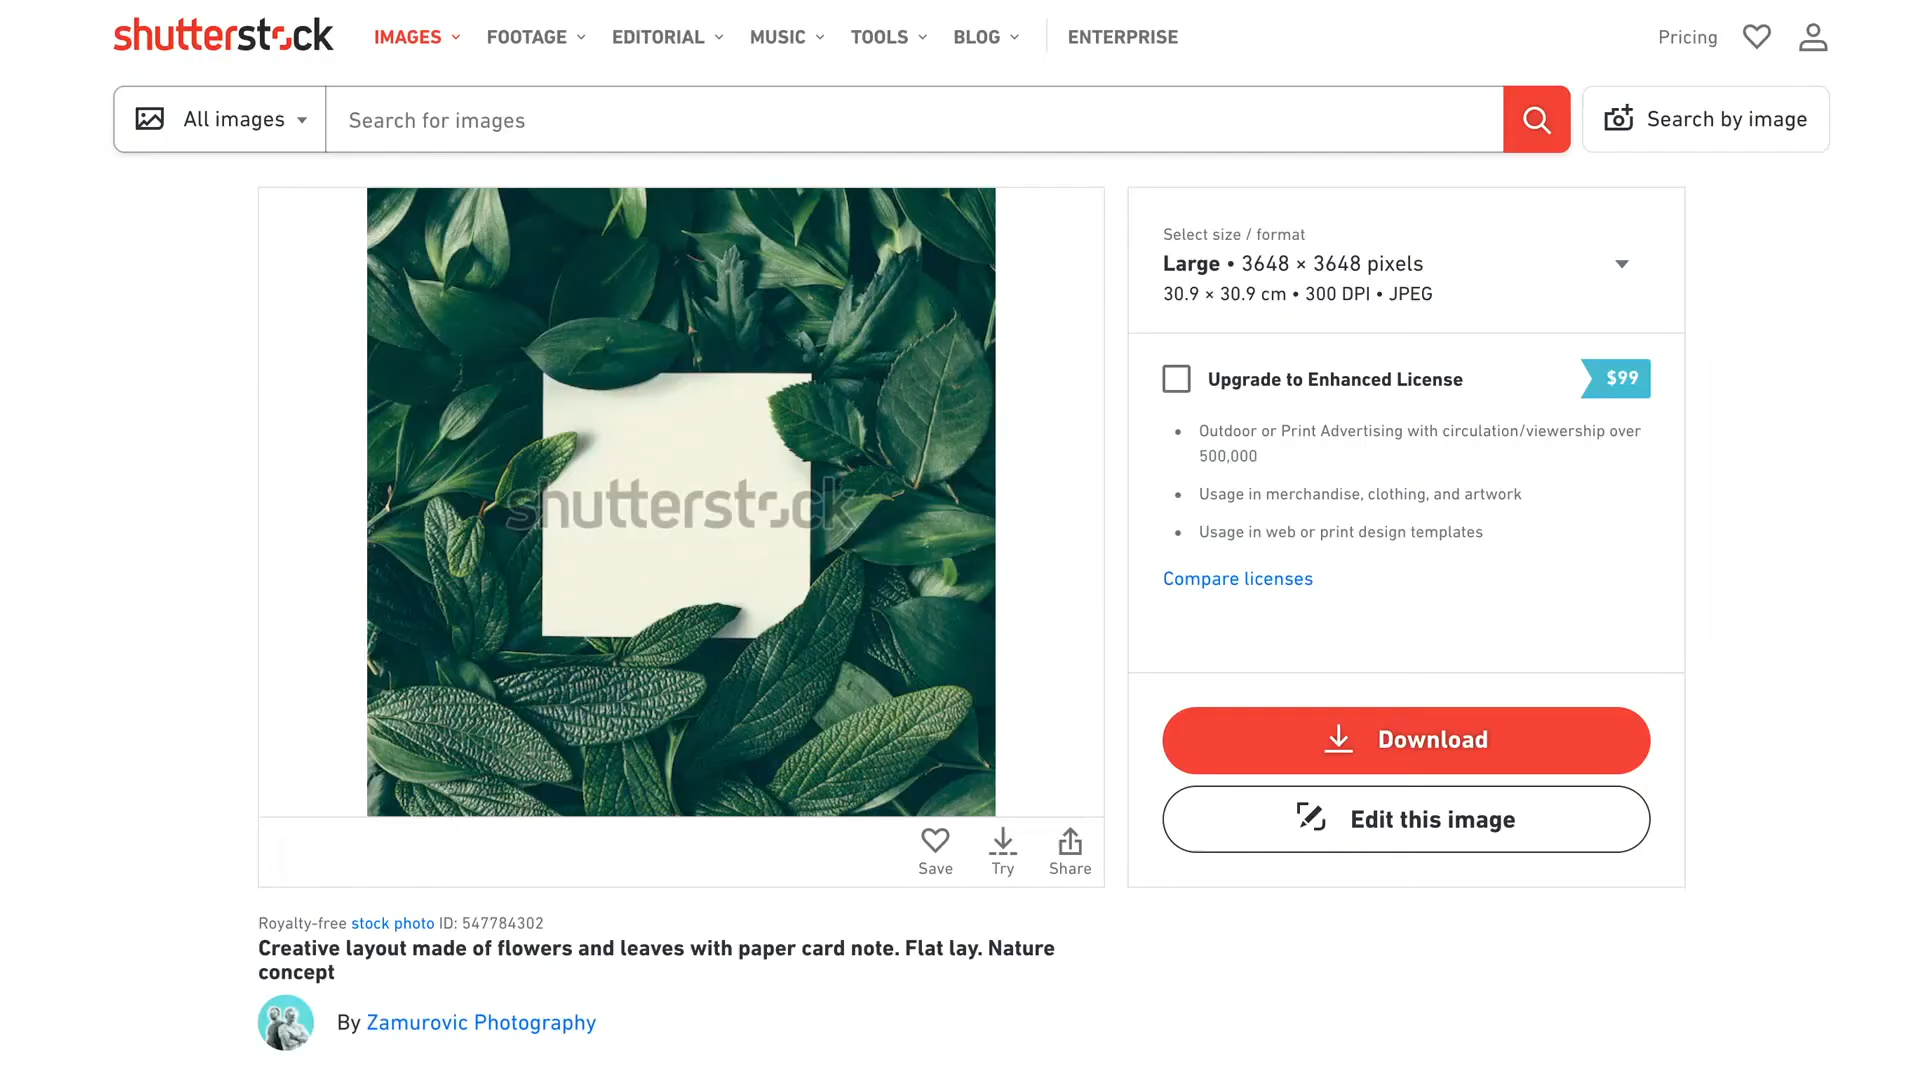 shutterstock
IMAGES
FOOTAGE
EDITORIAL
MUSIC
TOOLS
BLOG
ENTERPRISE
Pricing
All images
Search for images
Search by image
shutterstock
Select size / format
Large • 3648 × 3648 pixels
30.9 × 30.9 cm • 300 DPI • JPEG
Upgrade to Enhanced License
$99
• Outdoor or Print Advertising with circulation/viewership over
500,000
• Usage in merchandise, clothing, and artwork
• Usage in web or print design templates
Compare licenses
Download
Edit this image
Save
Try
Share
Royalty-free stock photo ID: 547784302
Creative layout made of flowers and leaves with paper card note. Flat lay. Nature
concept
By Zamurovic Photography